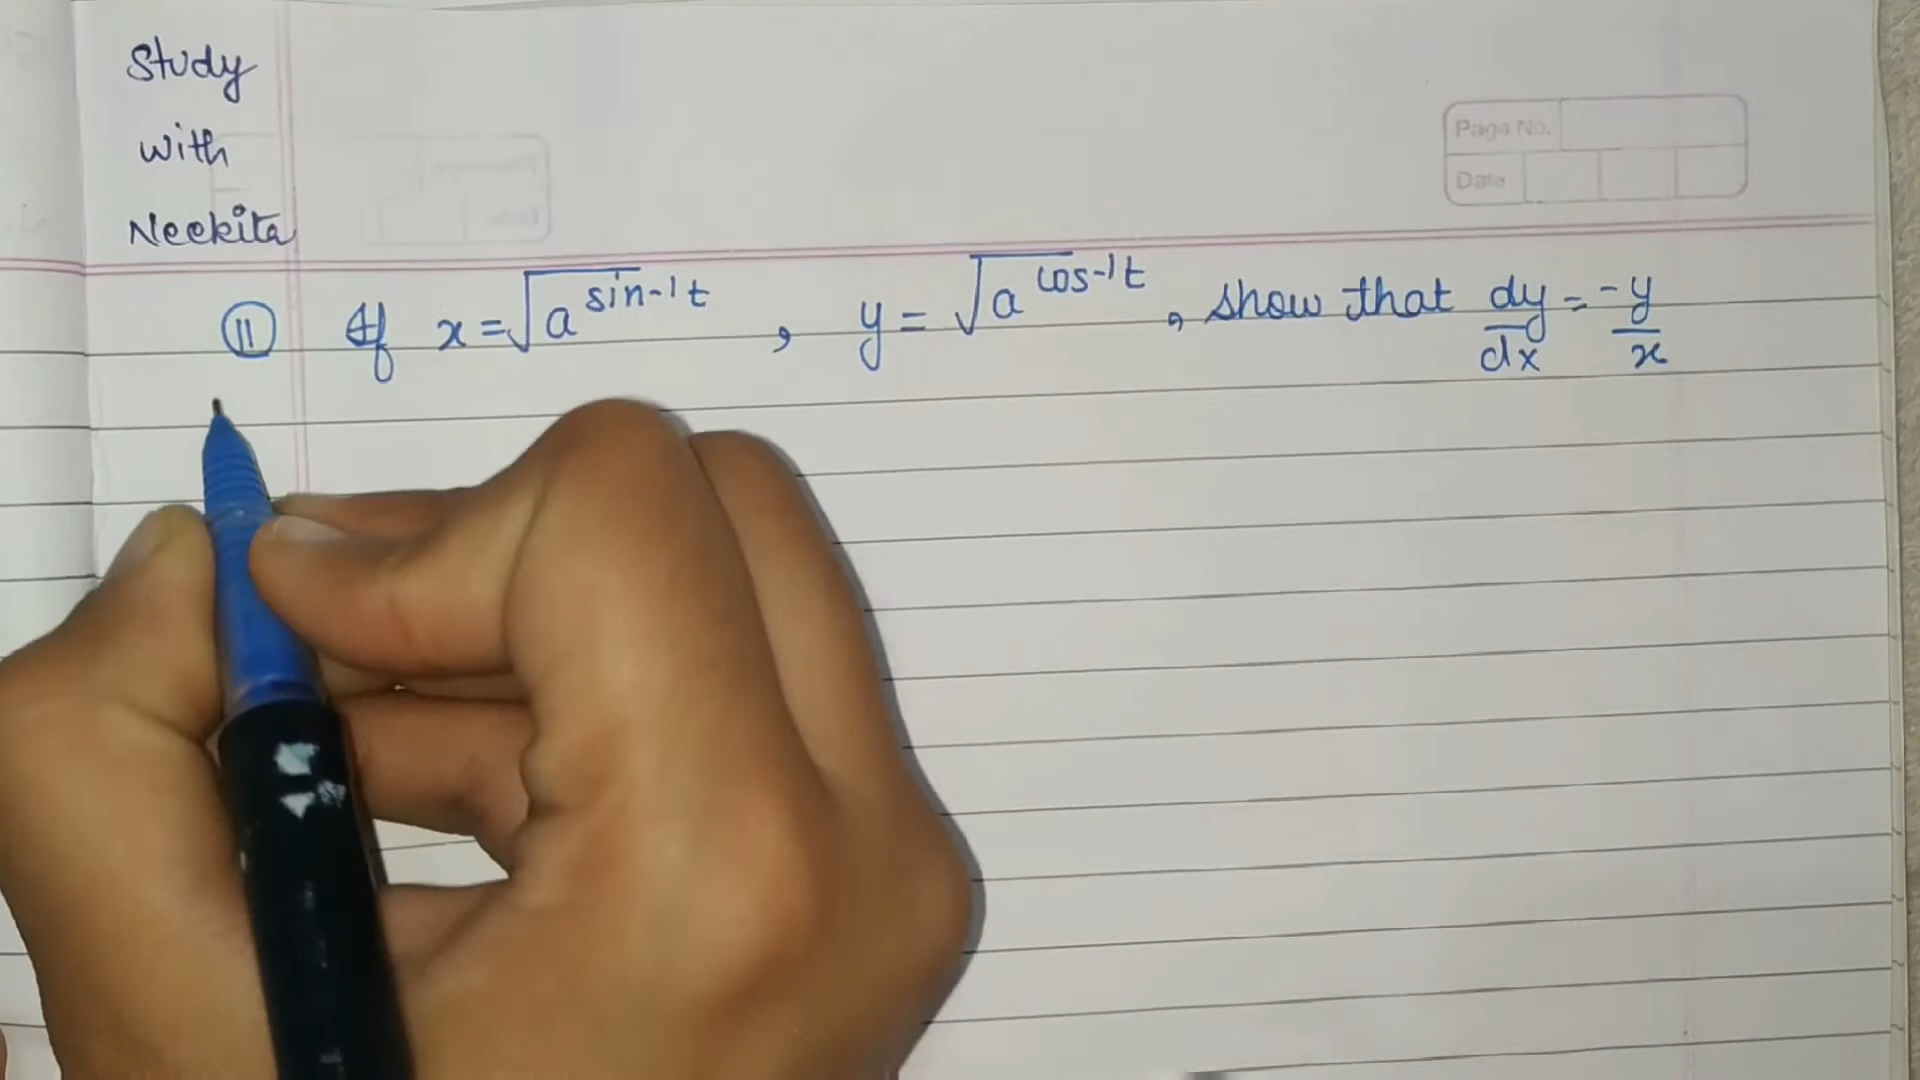 Study
with
Neekita
Page No.
Date
⑪ If x = √a^sin-1t , y = √a^cos-1t , show that dy/dx = -y/x